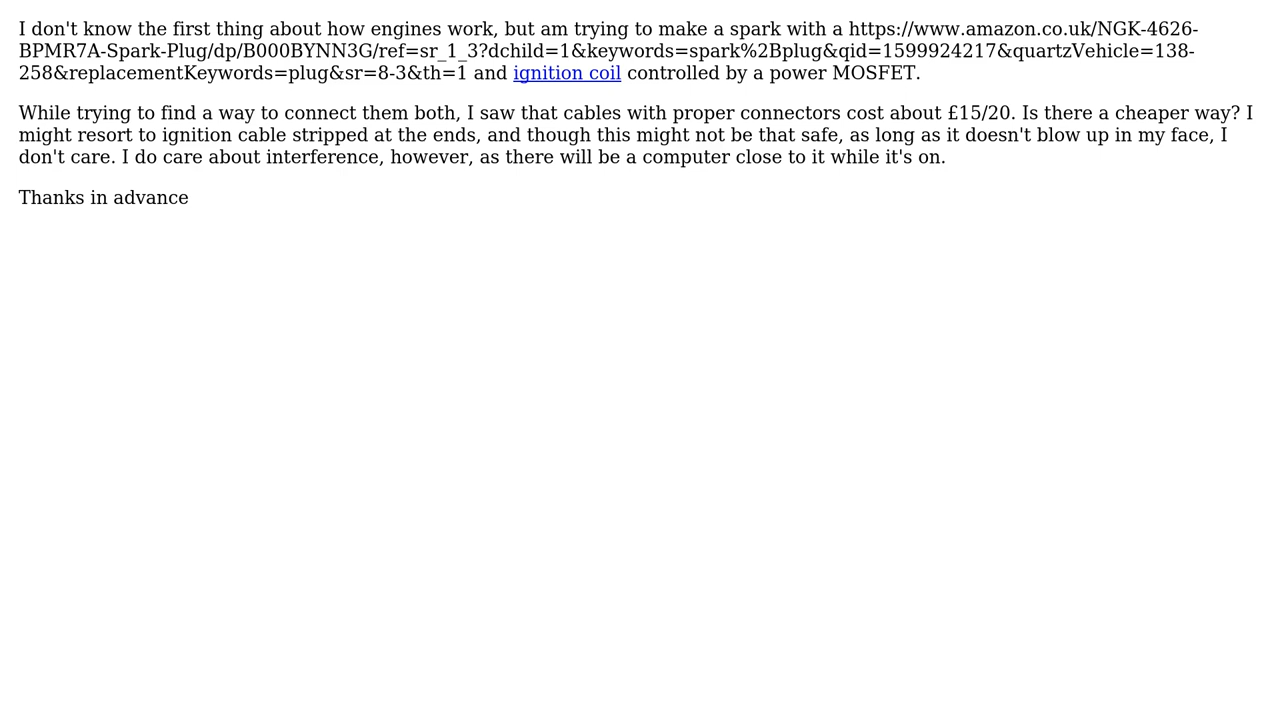 I don't know the first thing about how engines work, but am trying to make a spark with a https://www.amazon.co.uk/NGK-4626-
BPMR7A-Spark-Plug/dp/B000BYNN3G/ref=sr_1_3?dchild=1&keywords=spark%2Bplug&qid=1599924217&quartzVehicle=138-
258&replacementKeywords=plug&sr=8-3&th=1 and ignition coil controlled by a power MOSFET.
While trying to find a way to connect them both, I saw that cables with proper connectors cost about £15/20. Is there a cheaper way? I
might resort to ignition cable stripped at the ends, and though this might not be that safe, as long as it doesn't blow up in my face, I
don't care. I do care about interference, however, as there will be a computer close to it while it's on.
Thanks in advance